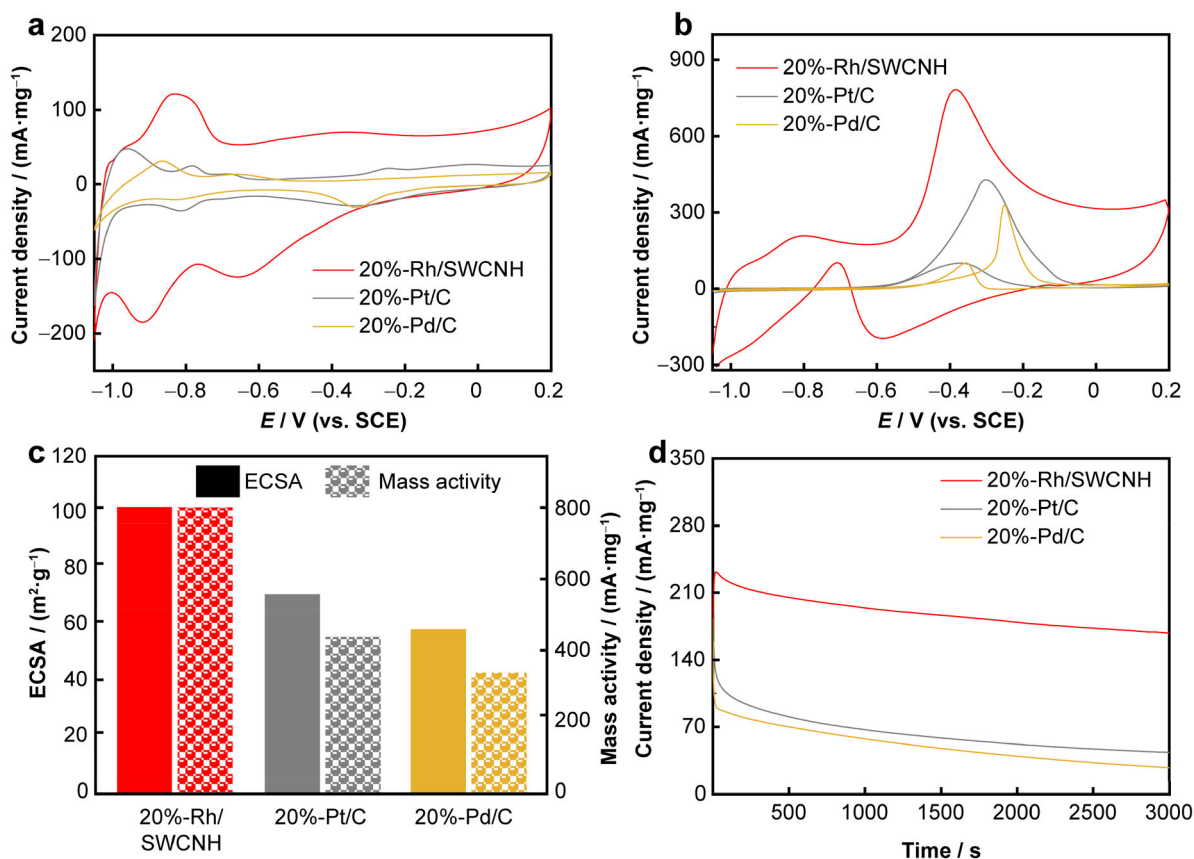 a
200
100
0
−100
−200
Current density / (mA·mg⁻¹)
20%-Rh/SWCNH
20%-Pt/C
20%-Pd/C
−1.0 −0.8 −0.6 −0.4 −0.2 0 0.2
E / V (vs. SCE)
b
900
600
300
0
−300
Current density / (mA·mg⁻¹)
20%-Rh/SWCNH
20%-Pt/C
20%-Pd/C
−1.0 −0.8 −0.6 −0.4 −0.2 0 0.2
E / V (vs. SCE)
c
120
100
80
60
40
20
0
ECSA / (m²·g⁻¹)
ECSA Mass activity
800
600
400
200
0
Mass activity / (mA·mg⁻¹)
20%-Rh/
SWCNH
20%-Pt/C
20%-Pd/C
d
350
280
210
140
70
0
Current density / (mA·mg⁻¹)
20%-Rh/SWCNH
20%-Pt/C
20%-Pd/C
500 1000 1500 2000 2500 3000
Time / s